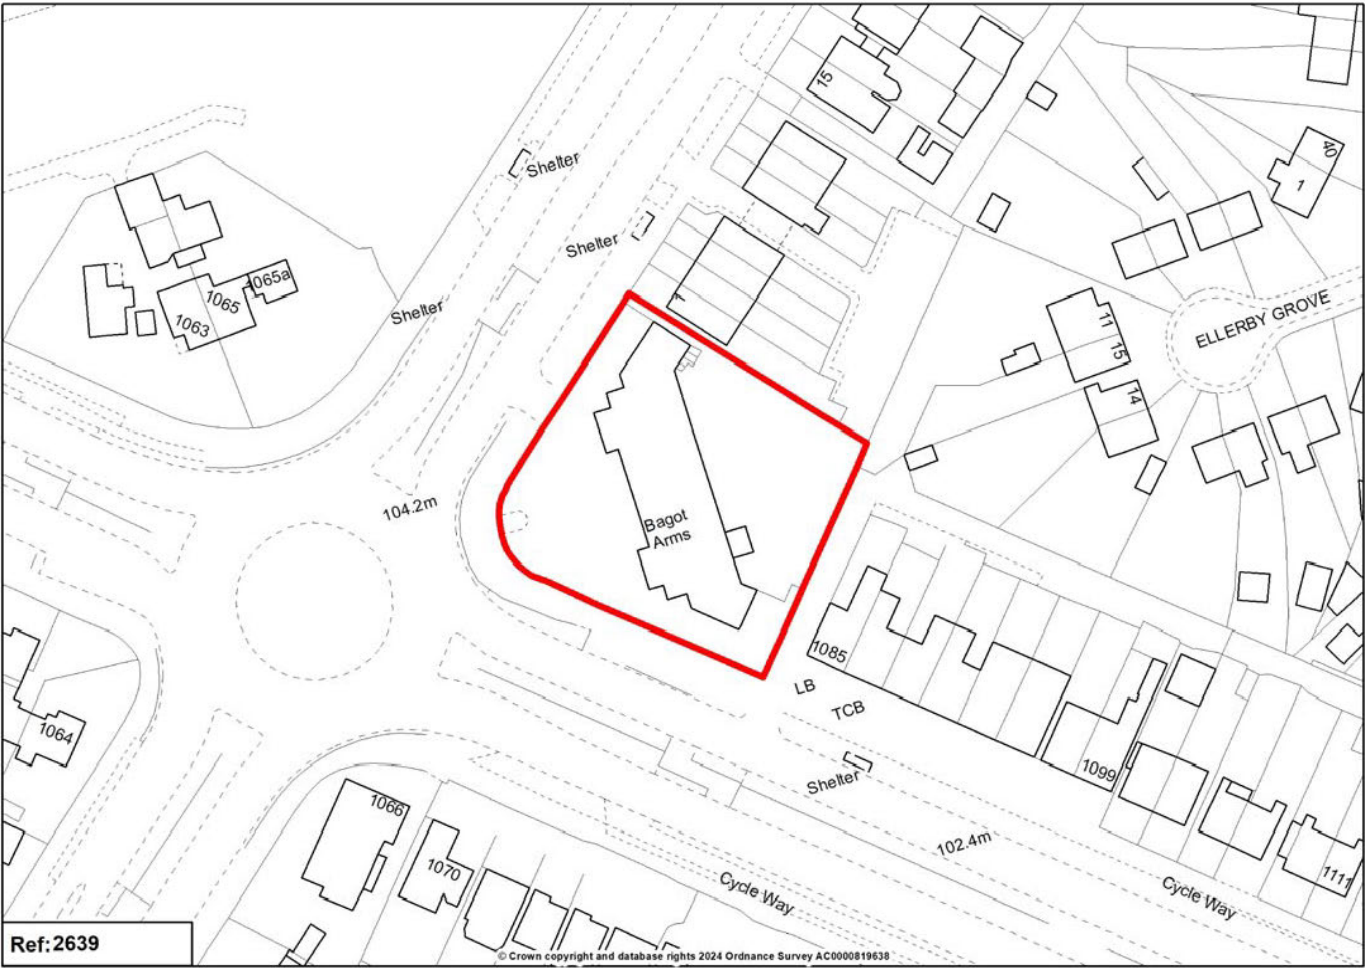 15
40
1
Shelter
Shelter
1065a
1065
1063
Shelter
1
ELLERBY GROVE
11
15
14
104.2m
Bagot
Arms
1085
LB
TCB
1064
1099
Shelter
1066
102.4m
1070
1111
Cycle Way
Cycle Way
Ref:2639
© Crown copyright and database rights 2024 Ordnance Survey AC0000819638